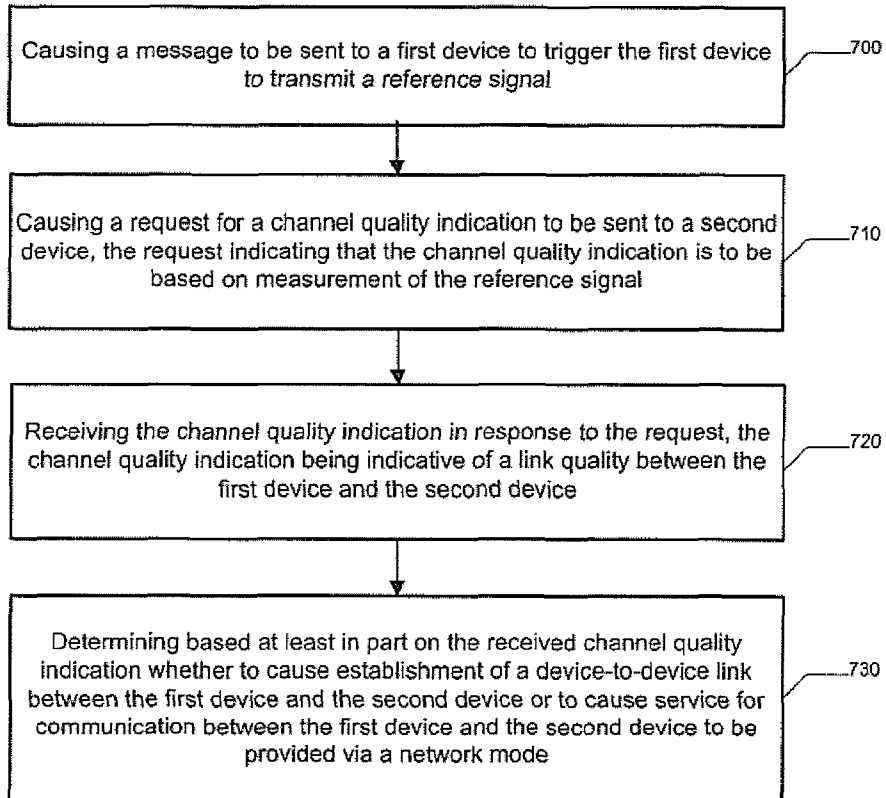 Causing a message to be sent to a first device to trigger the first device
to transmit a reference signal
700
Causing a request for a channel quality indication to be sent to a second
device, the request indicating that the channel quality indication is to be
based on measurement of the reference signal
710
Receiving the channel quality indication in response to the request, the
channel quality indication being indicative of a link quality between the
first device and the second device
720
Determining based at least in part on the received channel quality
indication whether to cause establishment of a device-to-device link
between the first device and the second device or to cause service for
communication between the first device and the second device to be
provided via a network mode
730